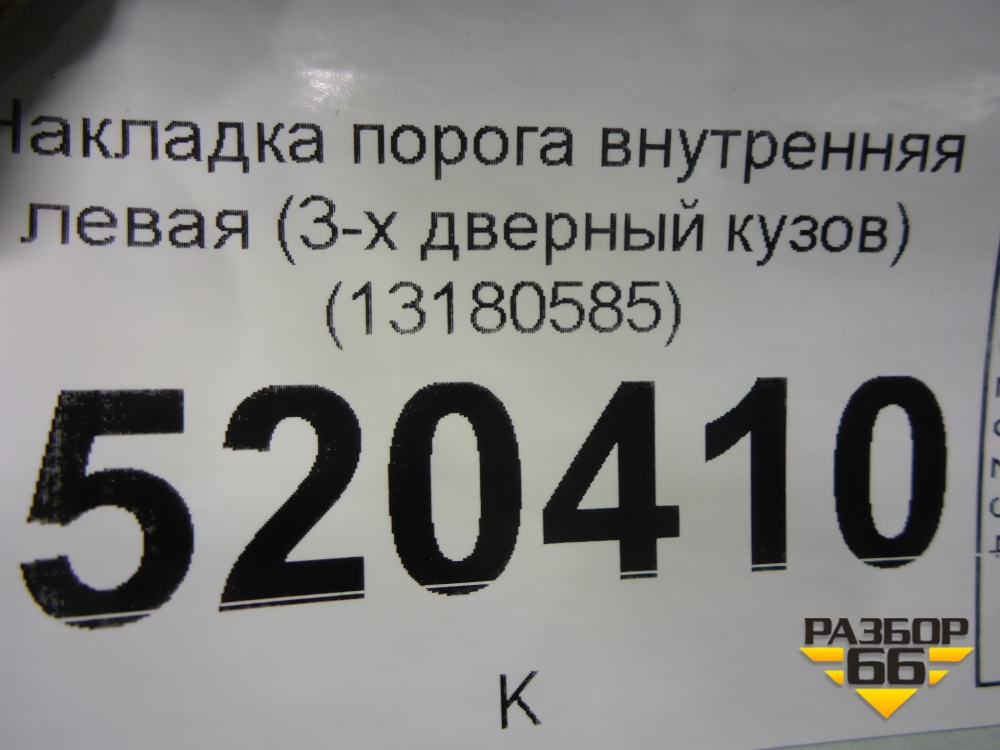 Накладка порога внутренняя
левая (3-х дверный кузов)
(13180585)
520410
К
РАЗБОР
66